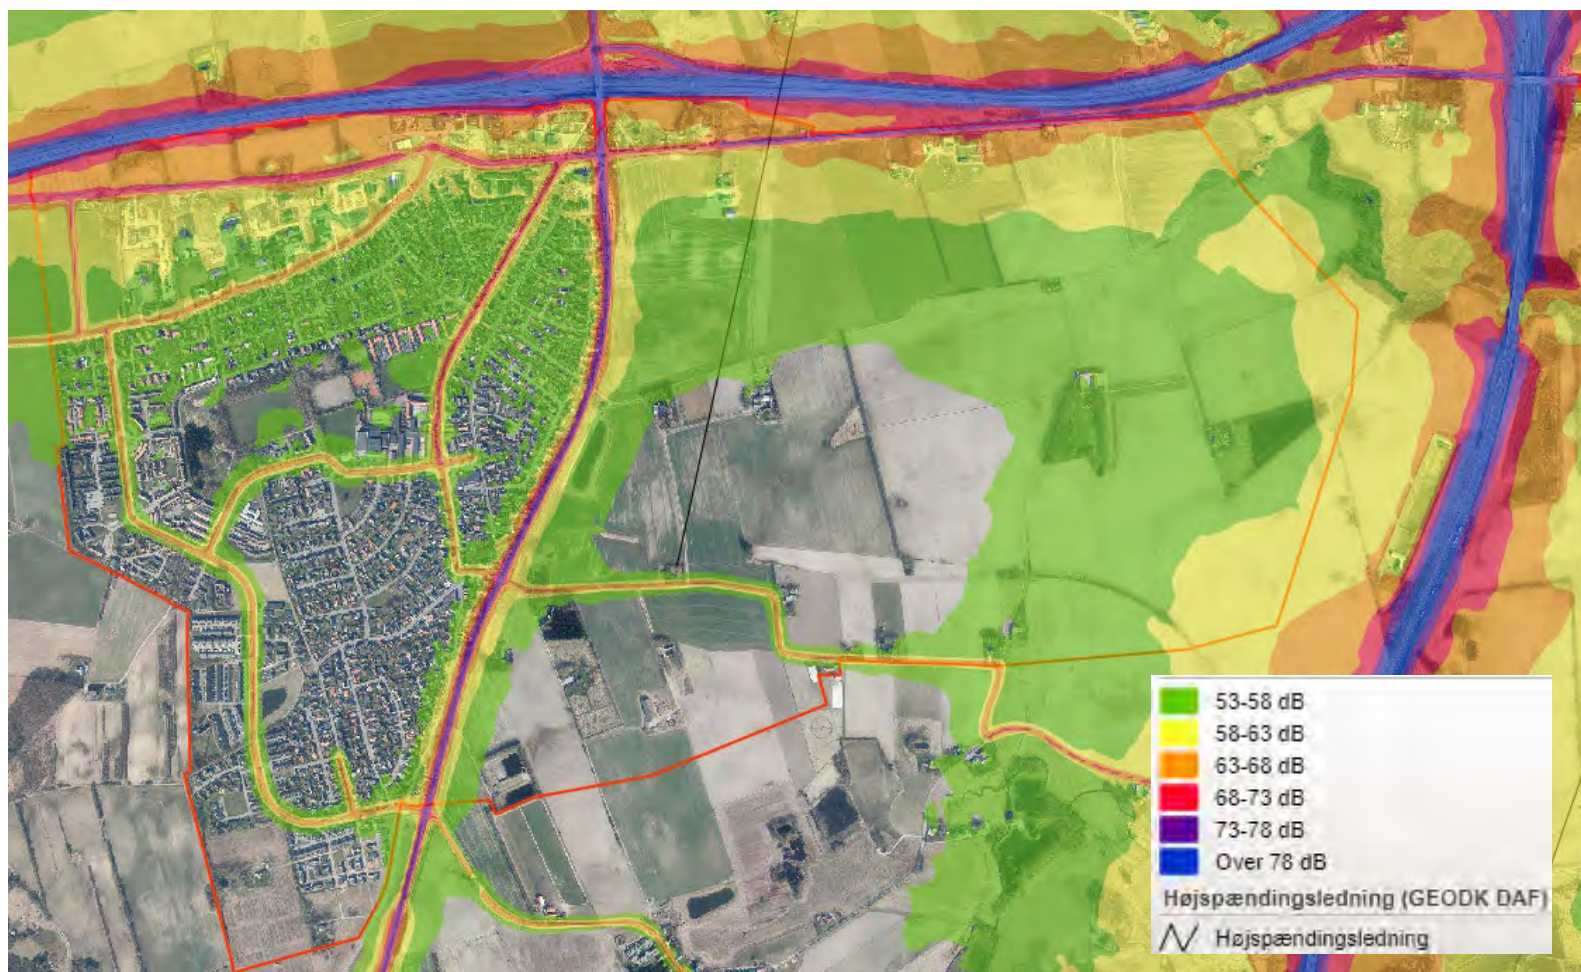 53-58 dB
58-63 dB
63-68 dB
68-73 dB
73-78 dB
Over 78 dB
Højspændingsledning (GEODK DAF)
Højspændingsledning